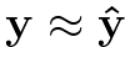 y ≈ ŷ